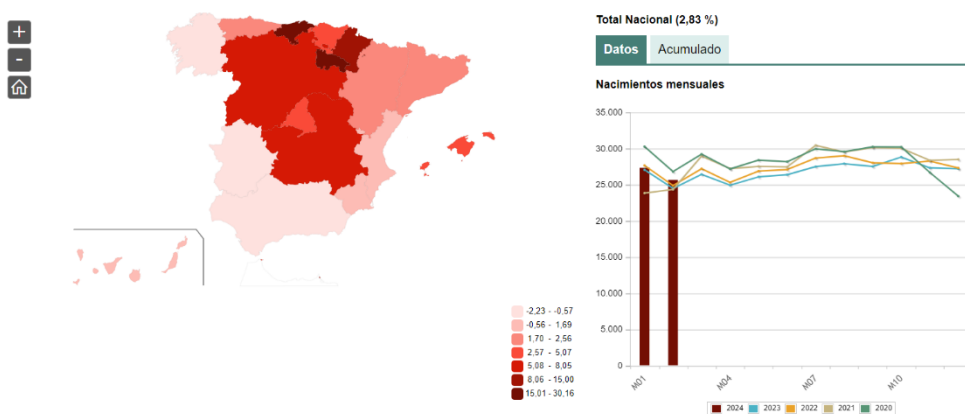 +
-
Total Nacional (2,83 %)
Datos Acumulado
Nacimientos mensuales
35.000
30.000
25.000
20.000
15.000
10.000
5.000
0
M01 M04 M07 M10
2024 2023 2022 2021 2020
-2,23 - -0,57
-0,56 - 1,69
1,70 - 2,56
2,57 - 5,07
5,08 - 8,05
8,06 - 15,00
15,01 - 30,16